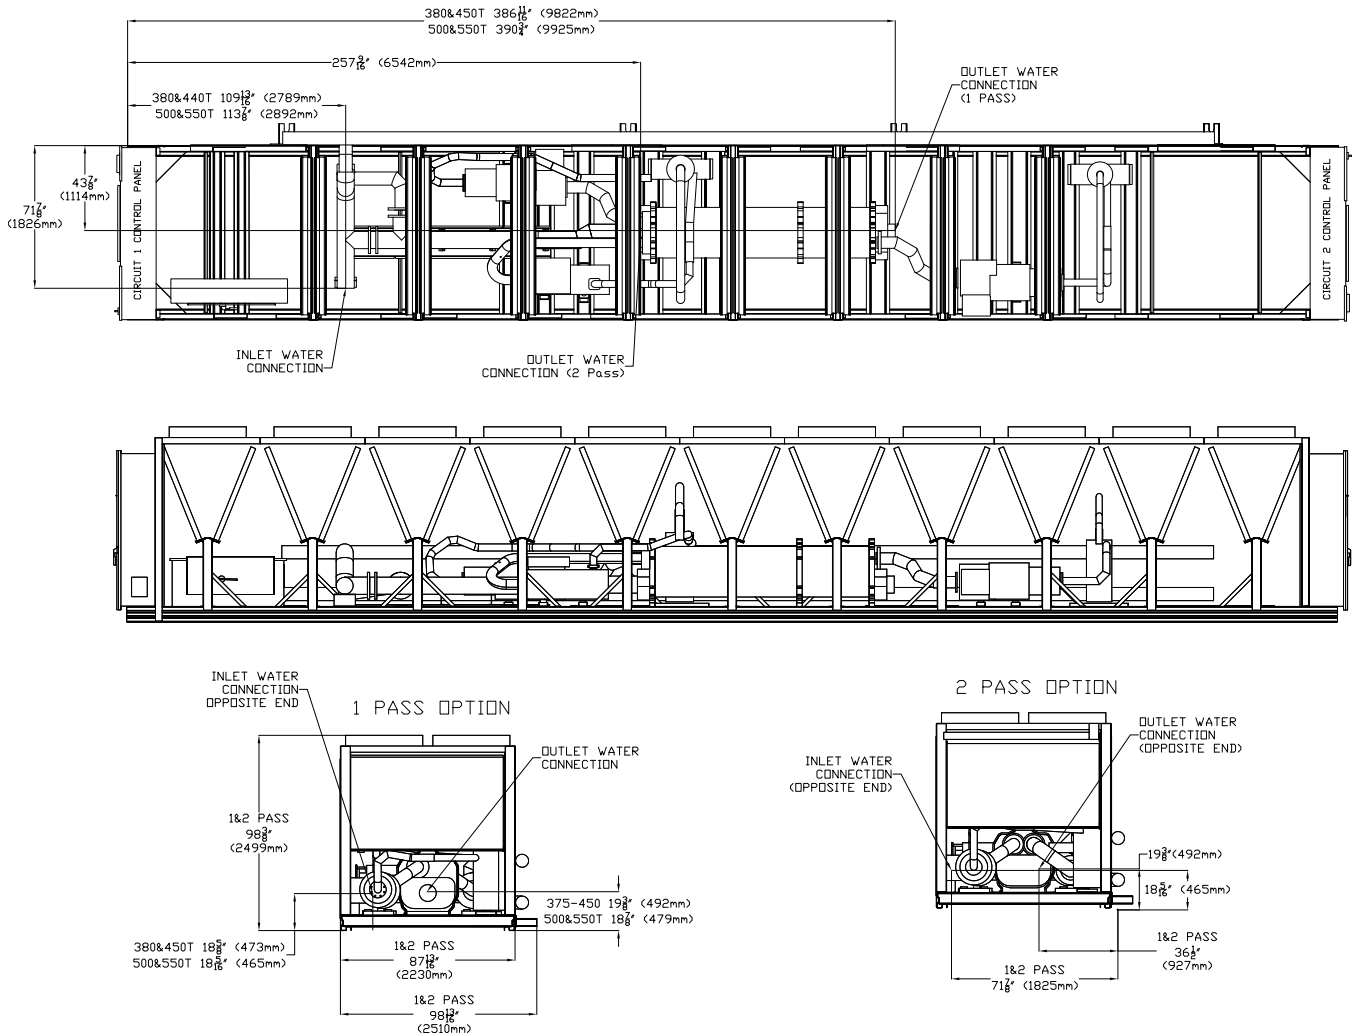 380&450T 386 11/16" (9822mm)
500&550T 390 3/4" (9925mm)
257 9/16" (6542mm)
380&440T 109 13/16" (2789mm)
500&550T 113 7/8" (2892mm)
OUTLET WATER
CONNECTION
(1 PASS)
43 7/8"
(1114mm)
71 7/8"
(1826mm)
CIRCUIT 1 CONTROL PANEL
CIRCUIT 2 CONTROL PANEL
INLET WATER
CONNECTION
OUTLET WATER
CONNECTION (2 Pass)
INLET WATER
CONNECTION
OPPOSITE END
1 PASS OPTION
OUTLET WATER
CONNECTION
1&2 PASS
98 3/8"
(2499mm)
375-450 19 3/8" (492mm)
500&550T 18 7/8" (479mm)
380&450T 18 5/8" (473mm)
500&550T 18 5/16" (465mm)
1&2 PASS
87 13/16"
(2230mm)
1&2 PASS
98 13/16"
(2510mm)
2 PASS OPTION
OUTLET WATER
CONNECTION
(OPPOSITE END)
INLET WATER
CONNECTION
(OPPOSITE END)
19 3/8" (492mm)
18 5/16" (465mm)
1&2 PASS
36 1/2"
(927mm)
1&2 PASS
71 7/8" (1825mm)